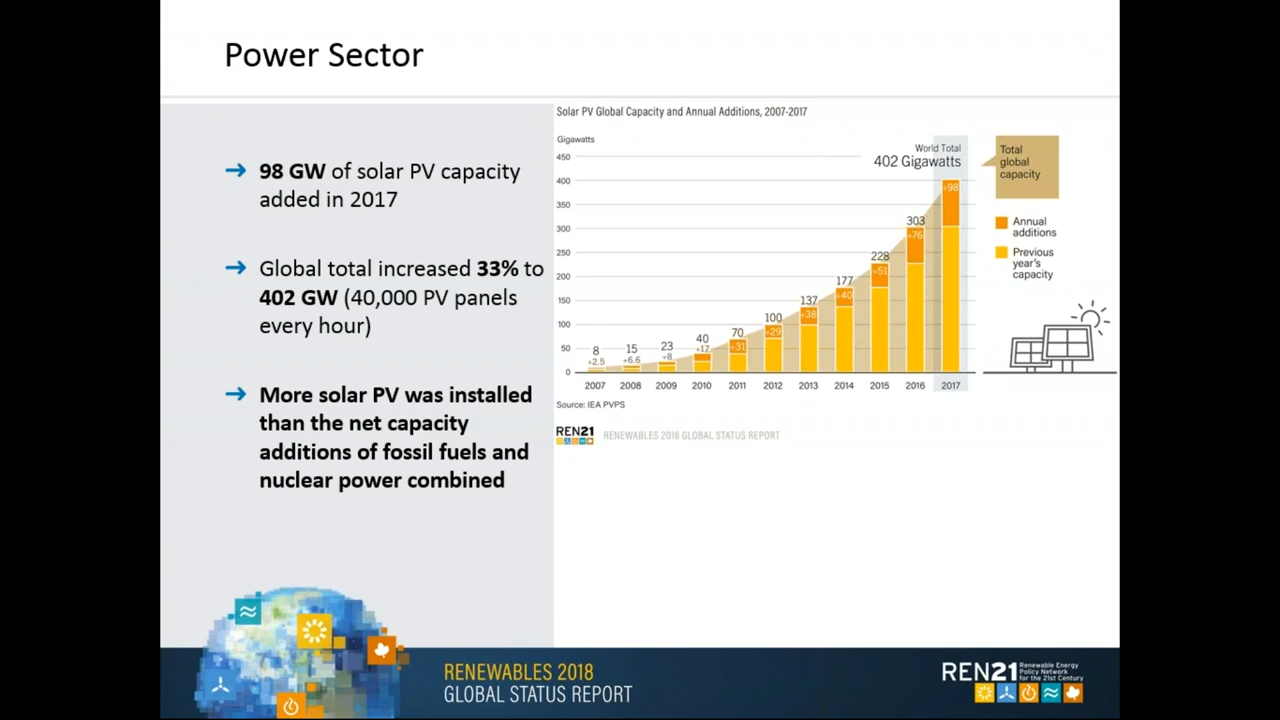 Power Sector
→ 98 GW of solar PV capacity
added in 2017
→ Global total increased 33% to
402 GW (40,000 PV panels
every hour)
→ More solar PV was installed
than the net capacity
additions of fossil fuels and
nuclear power combined
Solar PV Global Capacity and Annual Additions, 2007-2017
Gigawatts
World Total
402 Gigawatts
450
400
350
300
250
200
150
100
50
0
8
+2.5
15
+6.6
23
+8
40
+17
70
+31
100
+29
137
+38
177
+40
228
+51
303
+76
+98
2007 2008 2009 2010 2011 2012 2013 2014 2015 2016 2017
Total
global
capacity
Annual
additions
Previous
year's
capacity
Source: IEA PVPS
REN21 RENEWABLES 2018 GLOBAL STATUS REPORT
RENEWABLES 2018
GLOBAL STATUS REPORT
REN21
Renewable Energy
Policy Network
for the 21st Century